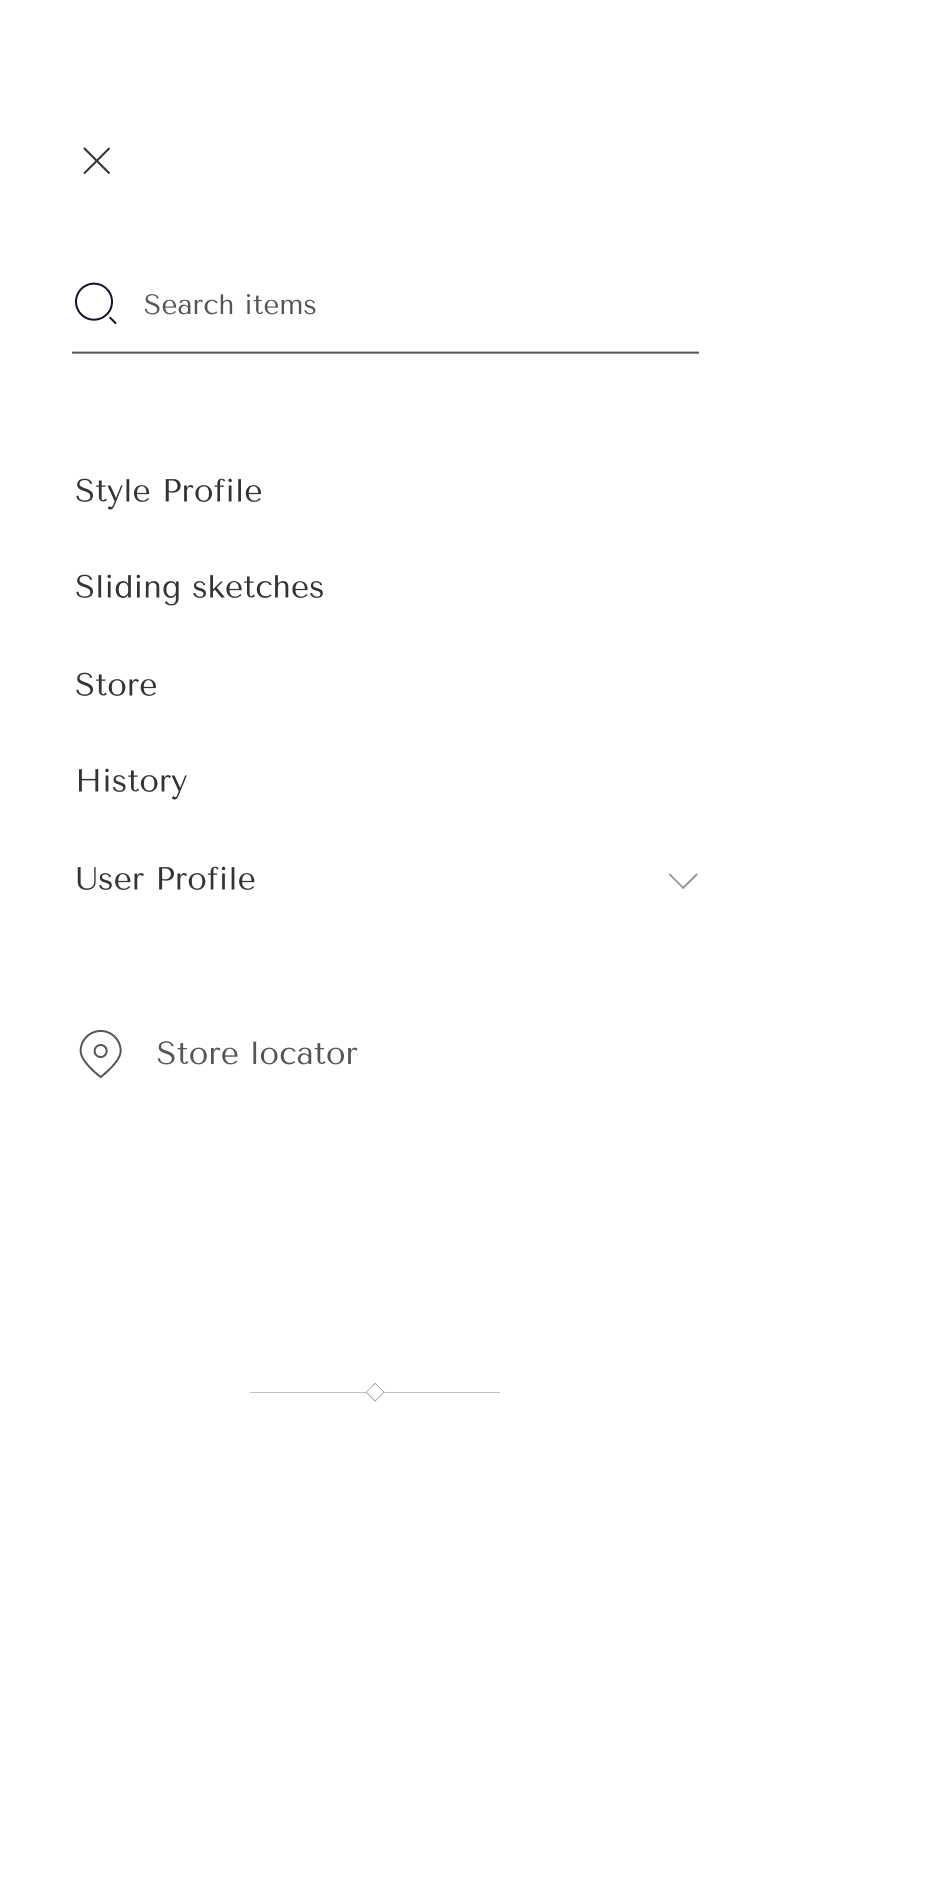 Search items
Style Profile
Sliding sketches
Store
History
User Profile
Store locator